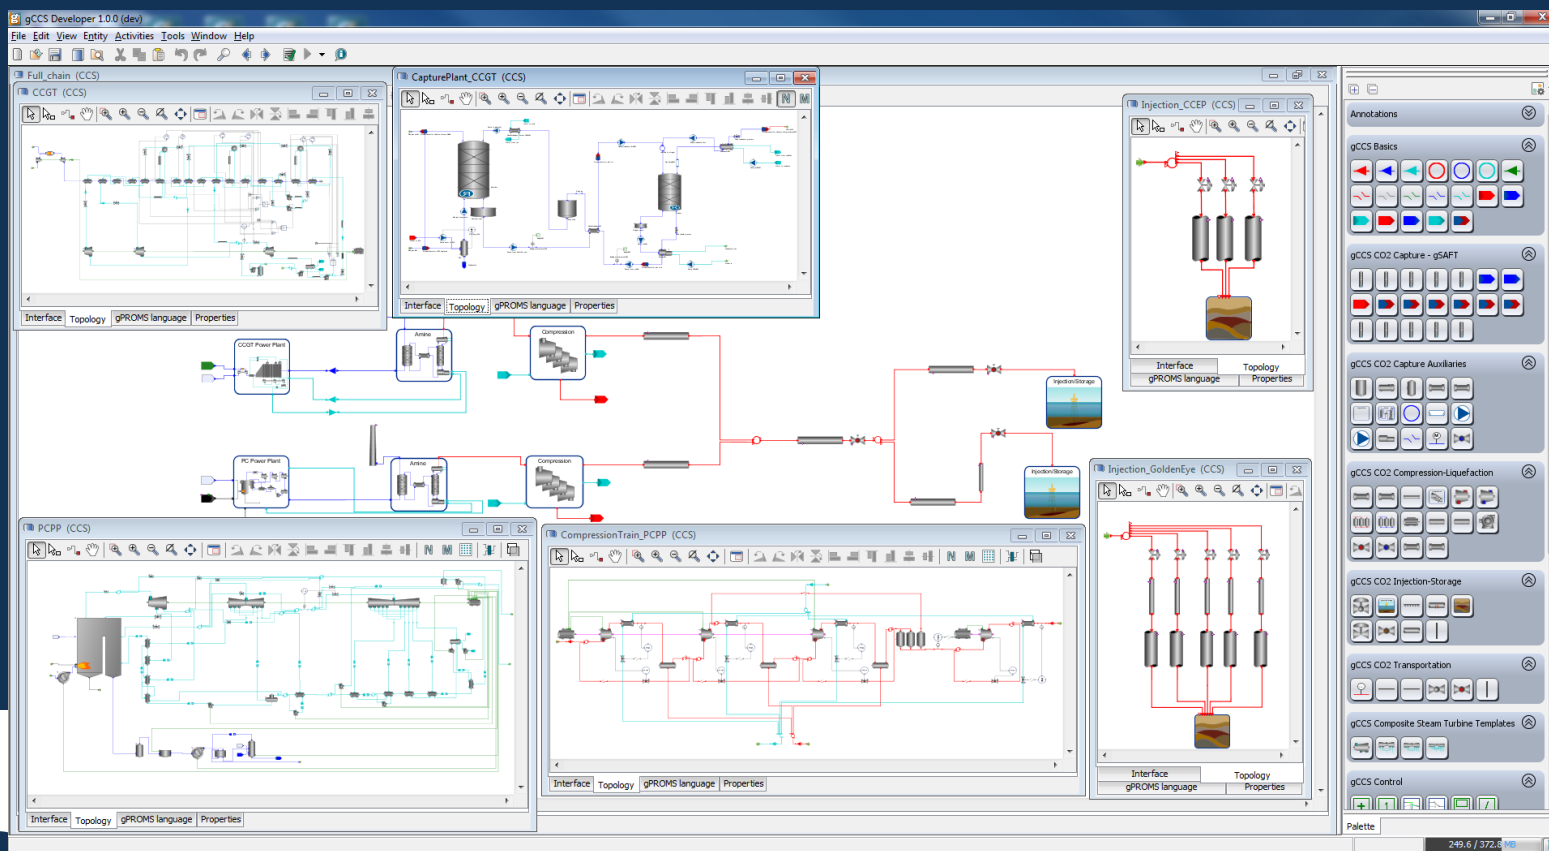 gCCS Developer 1.0.0 (dev)
File Edit View Entity Activities Tools Window Help
Full_chain (CCS)
CCGT (CCS)
Interface Topology gPROMS language Properties
CapturePlant_CCGT (CCS)
N M
Interface Topology gPROMS language Properties
Injection_CCEP (CCS)
Interface Topology
gPROMS language Properties
CCGT Power Plant
Amine
Compression
Injection/Storage
PC Power Plant
Amine
Compression
Injection/Storage
PCPP (CCS)
N M
Interface Topology gPROMS language Properties
CompressionTrain_PCPP (CCS)
N M
Interface Topology gPROMS language Properties
Injection_GoldenEye (CCS)
Interface Topology
gPROMS language Properties
Annotations
gCCS Basics
gCCS CO2 Capture - gSAFT
gCCS CO2 Capture Auxiliaries
gCCS CO2 Compression-Liquefaction
gCCS CO2 Injection-Storage
gCCS CO2 Transportation
gCCS Composite Steam Turbine Templates
gCCS Control
Palette
249.6 / 372.8 MB